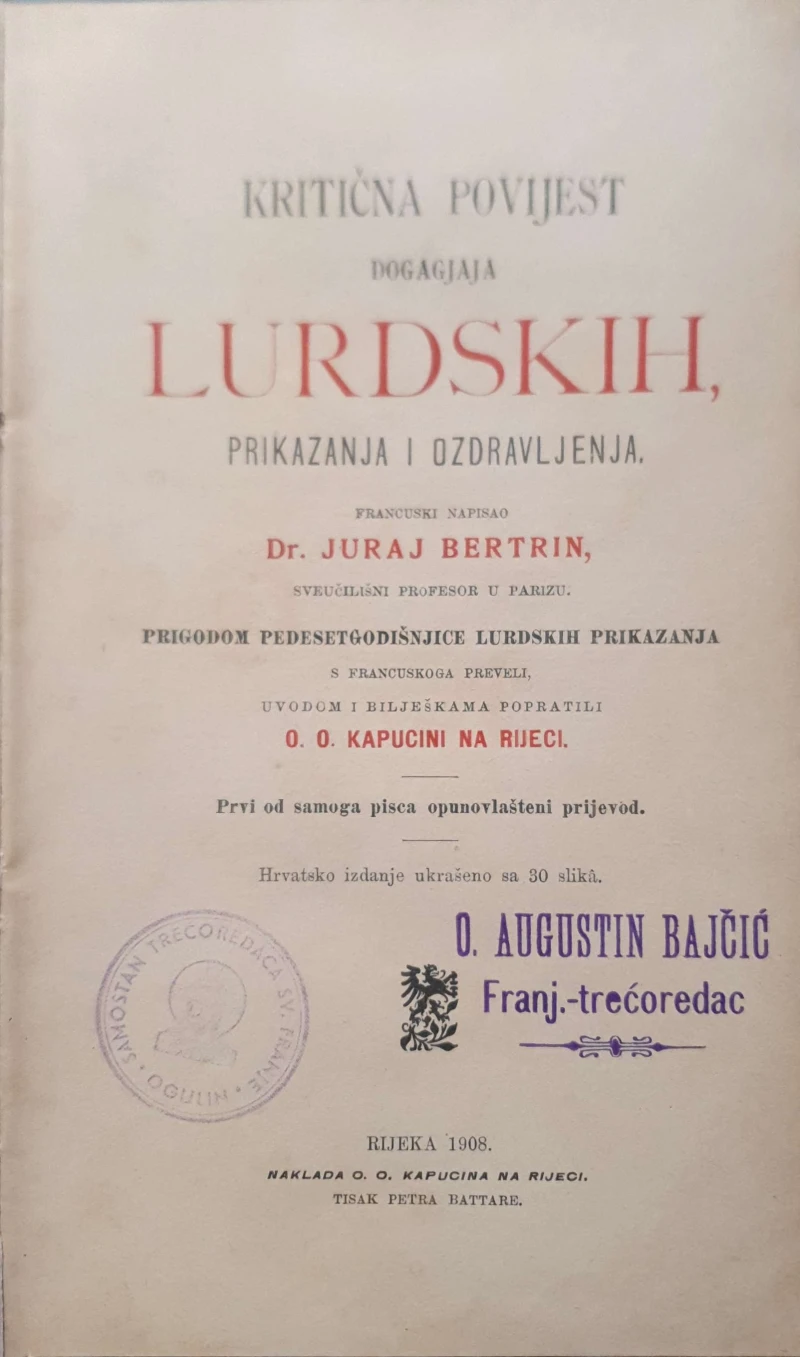 KRITIČNA POVIJEST
DOGAGJAJA
LURDSKIH,
PRIKAZANJA I OZDRAVLJENJA.
FRANCUSKI NAPISAO
Dr. JURAJ BERTRIN,
SVEUČILIŠNI PROFESOR U PARIZU.
PRIGODOM PEDESETGODIŠNJICE LURDSKIH PRIKAZANJA
S FRANCUSKOGA PREVELI,
UVODOM I BILJEŠKAMA POPRATILI
O. O. KAPUCINI NA RIJECI.
Prvi od samoga pisca opunovlašteni prijevod.
Hrvatsko izdanje ukrašeno sa 30 slikâ.
O. AUGUSTIN BAJČIĆ
Franj.-trećoredac
SAMOSTAN TRECOREDACA SV. FRANJE
* OGULIN *
RIJEKA 1908.
NAKLADA O. O. KAPUCINA NA RIJECI.
TISAK PETRA BATTARE.